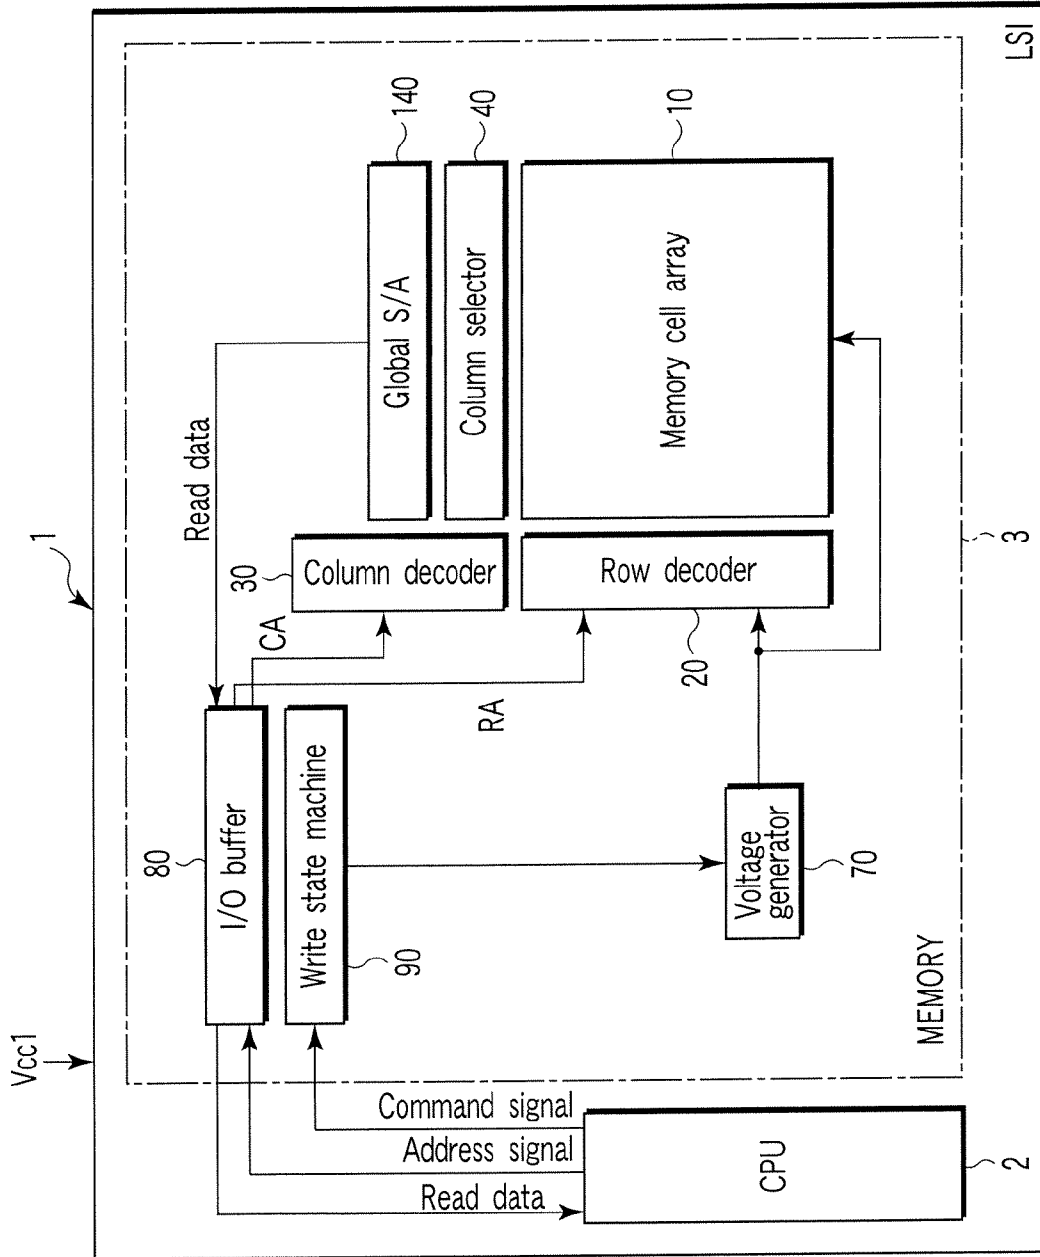 Vcc1
1
LSI
Read data
80
I/O buffer
CA
30
Column decoder
Global S/A
140
Column selector
40
Write state machine
90
RA
Row decoder
20
Memory cell array
10
Voltage
generator
70
MEMORY
3
Command signal
Address signal
Read data
CPU
2